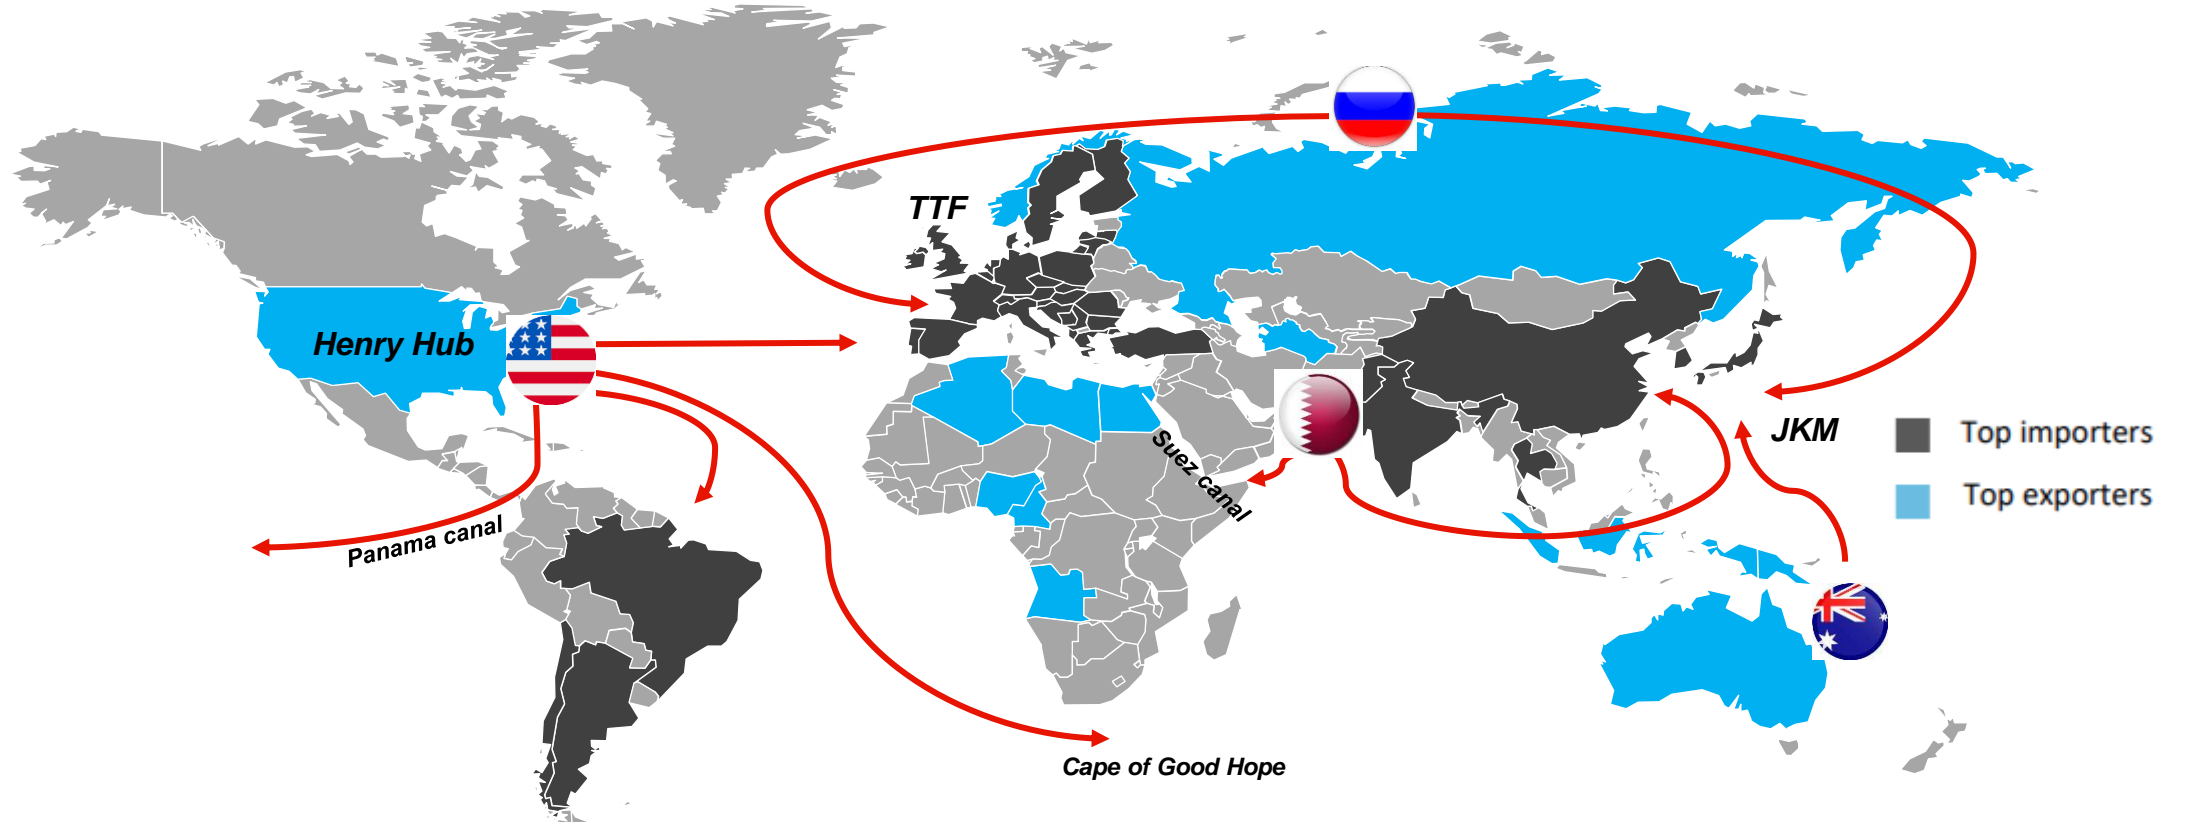 TTF
Henry Hub
Suez canal
JKM
Top importers
Top exporters
Panama canal
Cape of Good Hope